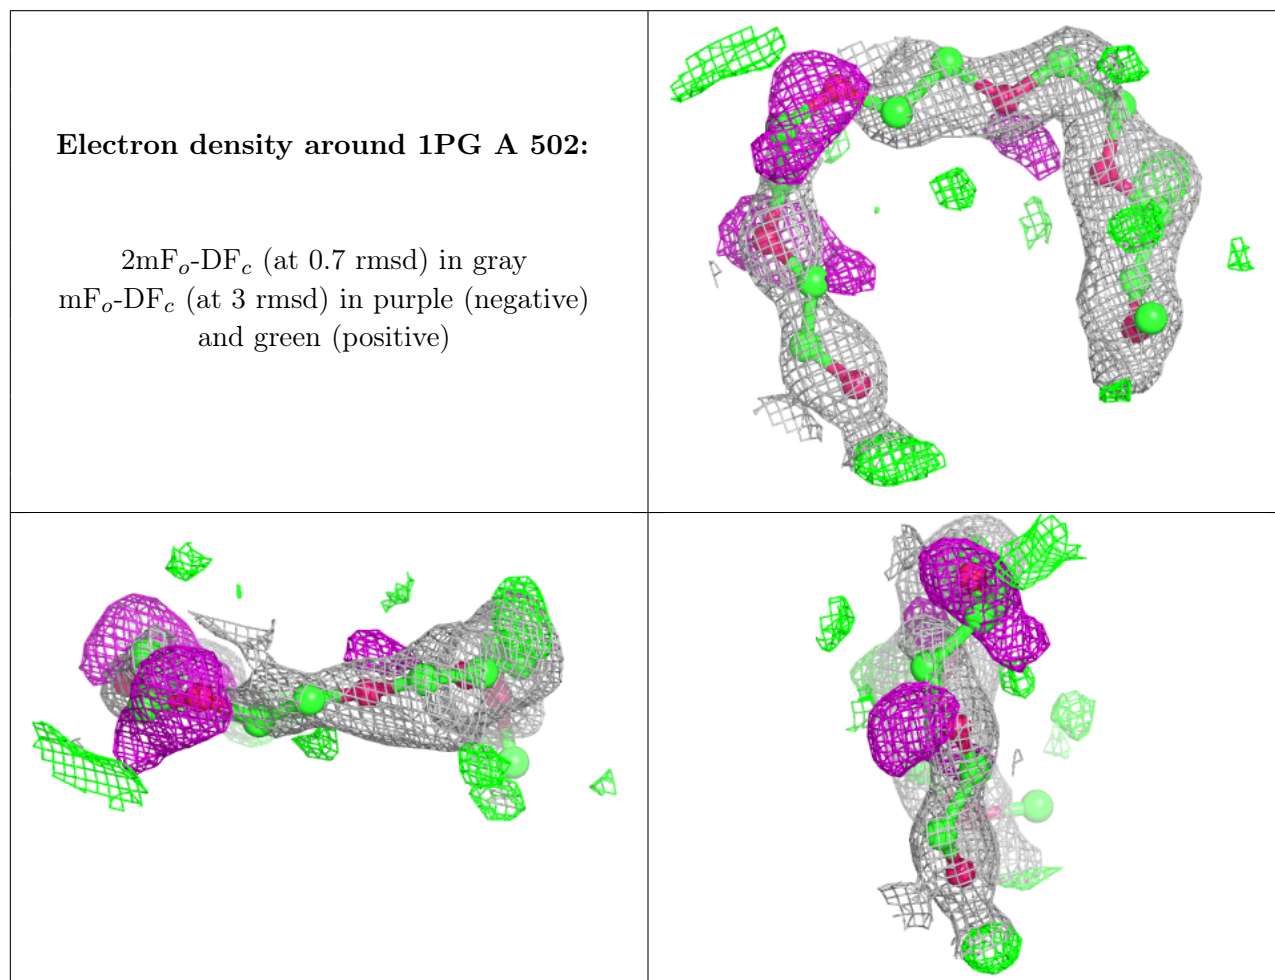 Electron density around 1PG A 502:
2mFo-DFc (at 0.7 rmsd) in gray
mFo-DFc (at 3 rmsd) in purple (negative)
and green (positive)